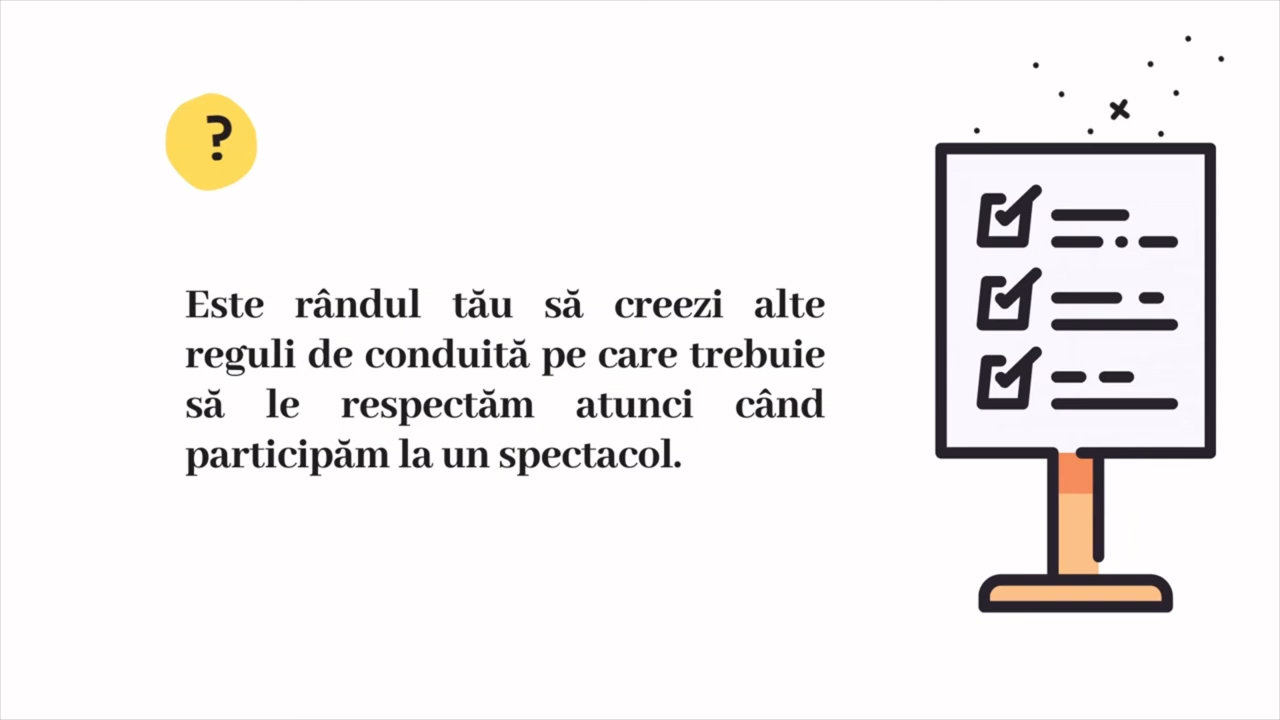 ?
Este rândul tău să creezi alte
reguli de conduită pe care trebuie
să le respectăm atunci când
participăm la un spectacol.